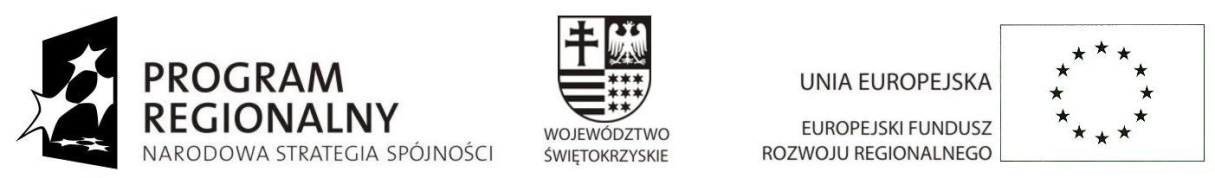 PROGRAM
REGIONALNY
NARODOWA STRATEGIA SPÓJNOŚCI
WOJEWÓDZTWO
ŚWIĘTOKRZYSKIE
UNIA EUROPEJSKA
EUROPEJSKI FUNDUSZ
ROZWOJU REGIONALNEGO